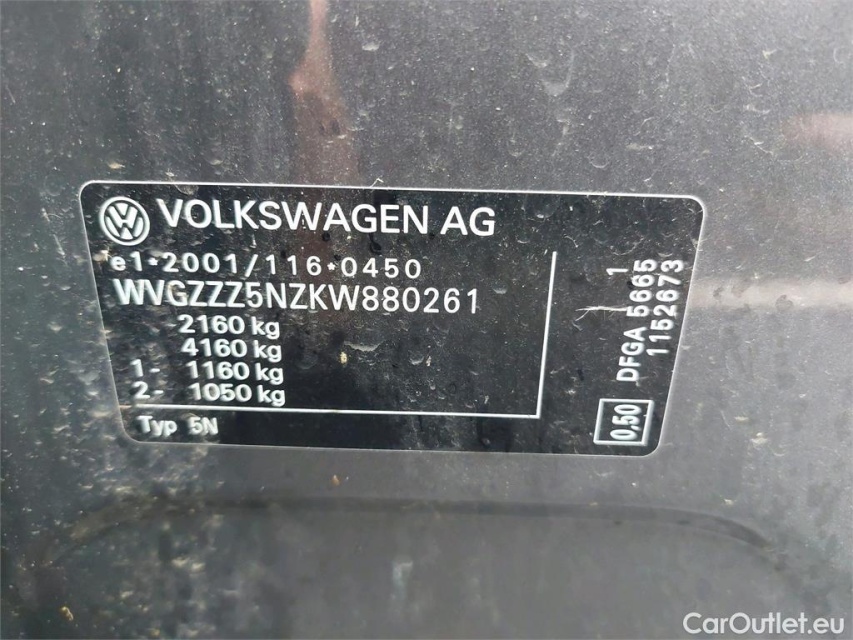 VOLKSWAGEN AG
e1*2001/116*0450
WVGZZZ5NZKW880261
2160 kg
4160 kg
1- 1160 kg
2- 1050 kg
Typ 5N
1
DFGA 5665
1152673
0,50
CarOutlet.eu